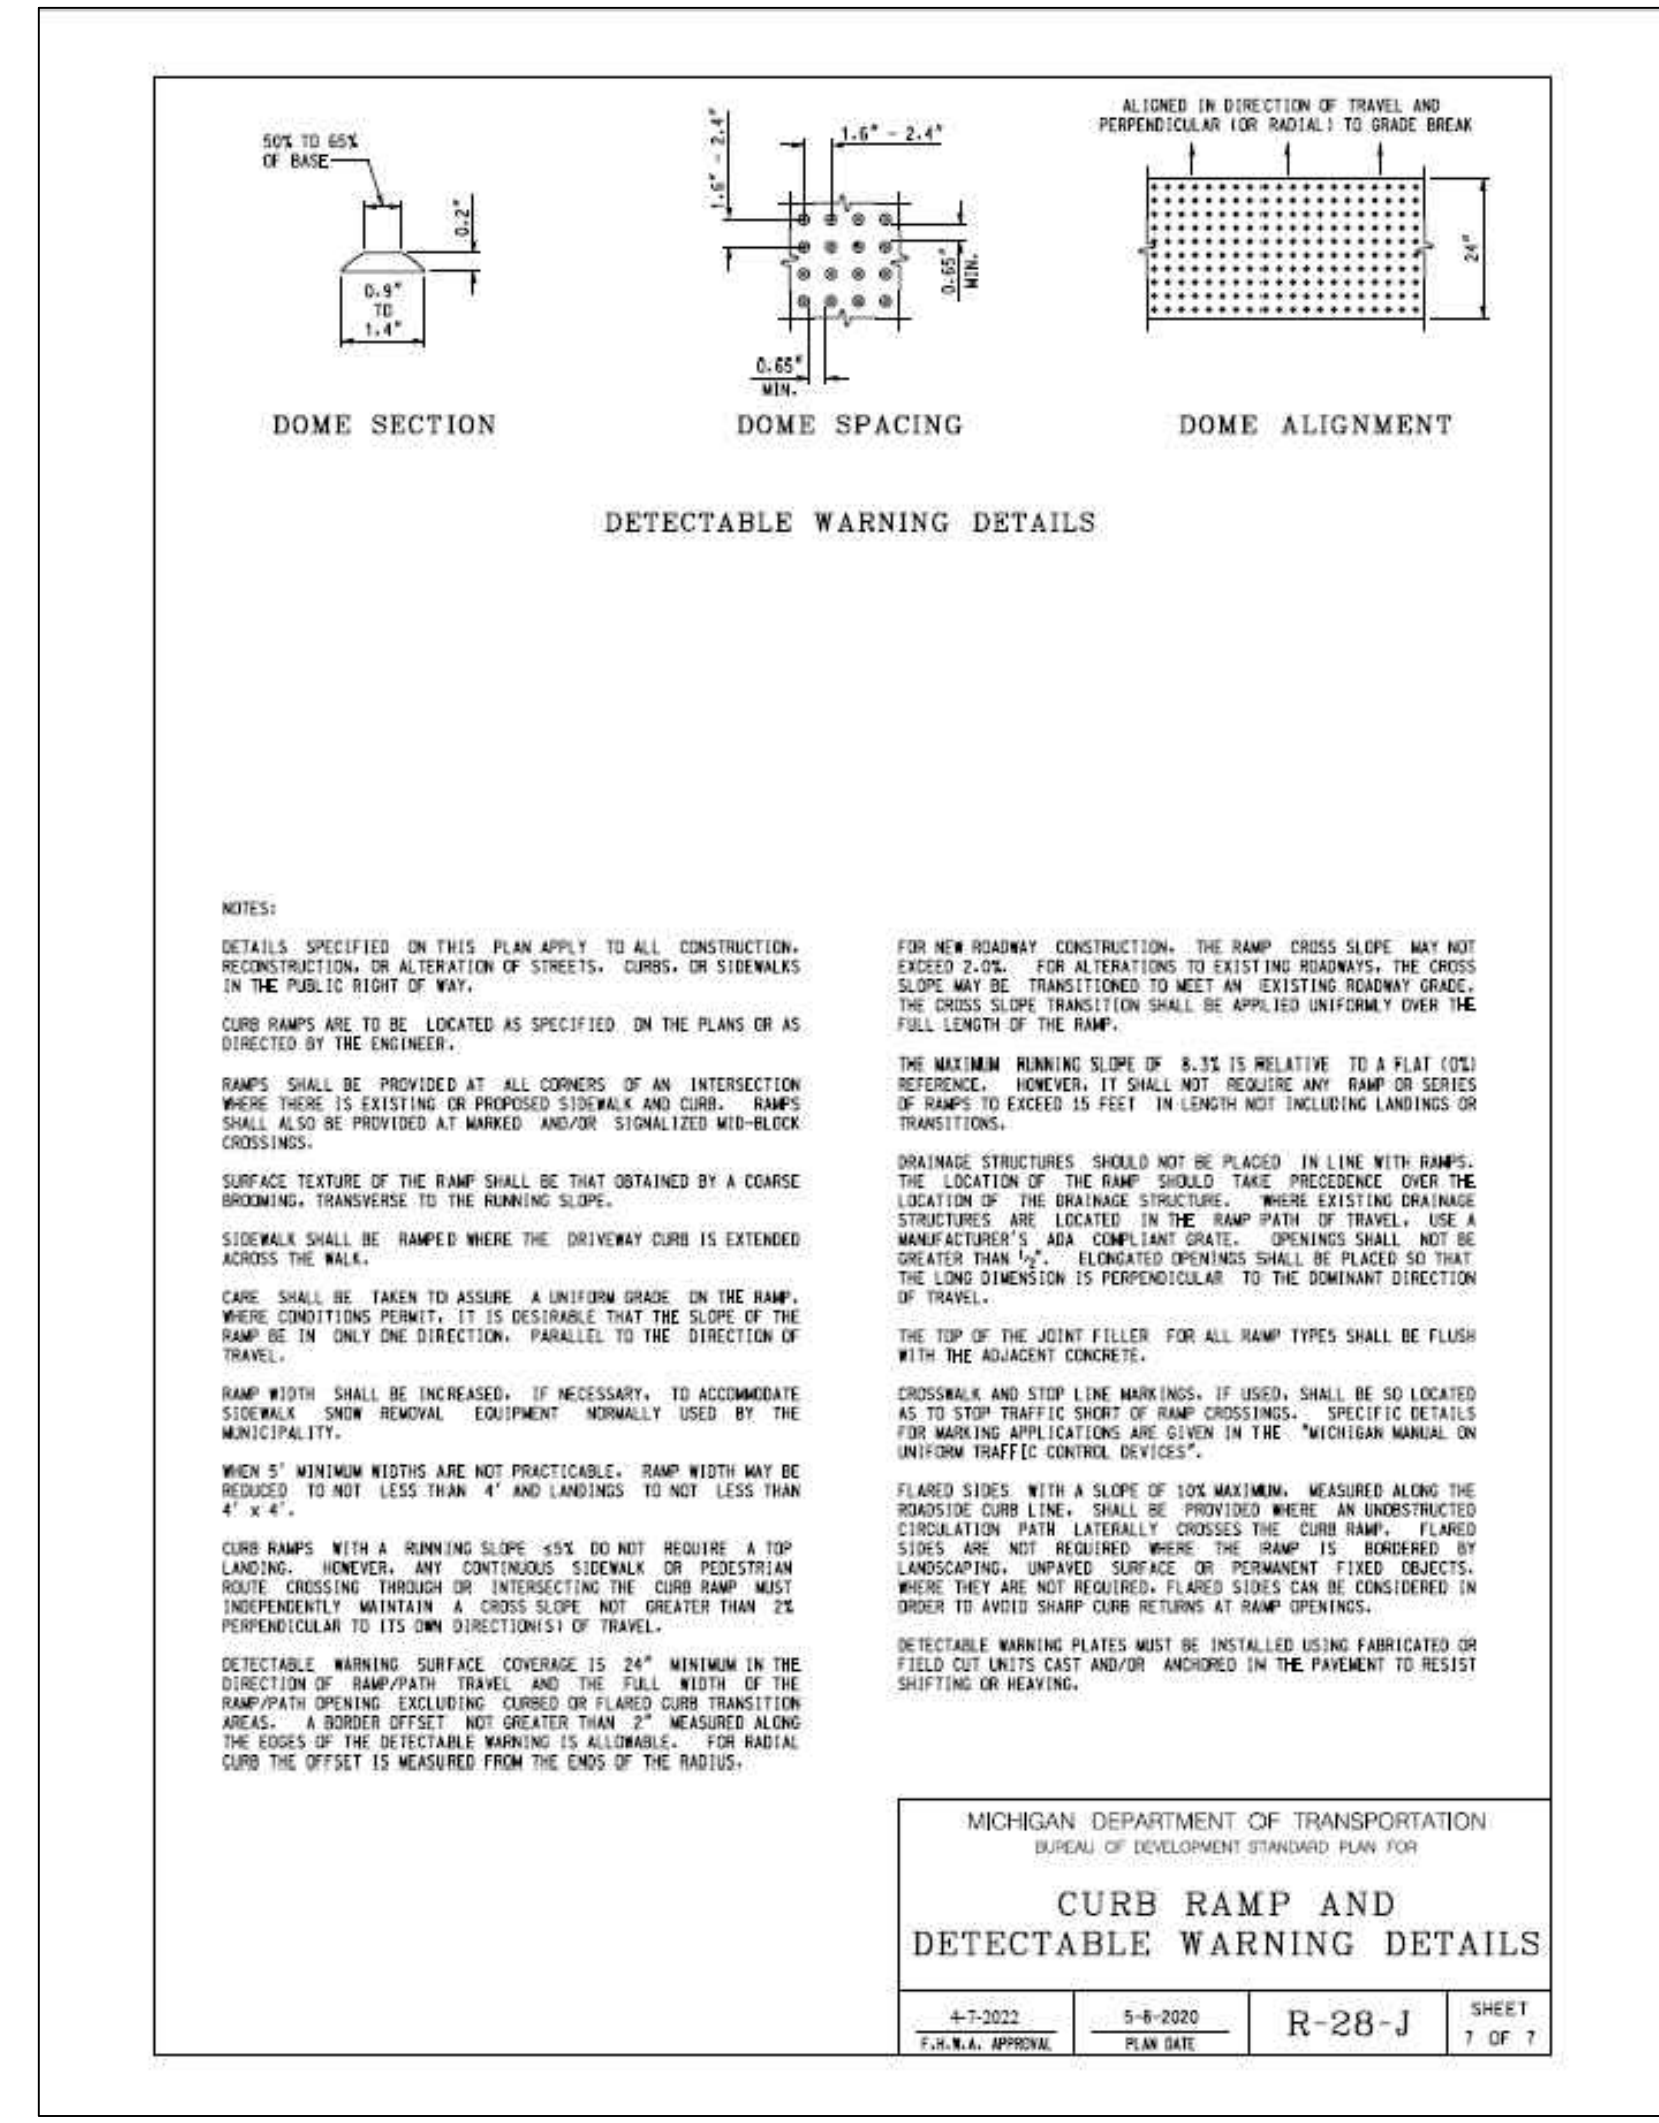 50% TO 65%
OF BASE
0.2"
0.9"
TO
1.4"
DOME SECTION
1.6" - 2.4"
1.6" - 2.4"
0.65"
MIN.
0.65"
MIN.
DOME SPACING
ALIGNED IN DIRECTION OF TRAVEL AND
PERPENDICULAR (OR RADIAL) TO GRADE BREAK
24"
DOME ALIGNMENT
DETECTABLE WARNING DETAILS
NOTES:
DETAILS SPECIFIED ON THIS PLAN APPLY TO ALL CONSTRUCTION,
RECONSTRUCTION, OR ALTERATION OF STREETS, CURBS, OR SIDEWALKS
IN THE PUBLIC RIGHT OF WAY.
CURB RAMPS ARE TO BE LOCATED AS SPECIFIED ON THE PLANS OR AS
DIRECTED BY THE ENGINEER.
RAMPS SHALL BE PROVIDED AT ALL CORNERS OF AN INTERSECTION
WHERE THERE IS EXISTING OR PROPOSED SIDEWALK AND CURB. RAMPS
SHALL ALSO BE PROVIDED AT MARKED AND/OR SIGNALIZED MID-BLOCK
CROSSINGS.
SURFACE TEXTURE OF THE RAMP SHALL BE THAT OBTAINED BY A COARSE
BROOMING, TRANSVERSE TO THE RUNNING SLOPE.
SIDEWALK SHALL BE RAMPED WHERE THE DRIVEWAY CURB IS EXTENDED
ACROSS THE WALK.
CARE SHALL BE TAKEN TO ASSURE A UNIFORM GRADE ON THE RAMP.
WHERE CONDITIONS PERMIT, IT IS DESIRABLE THAT THE SLOPE OF THE
RAMP BE IN ONLY ONE DIRECTION, PARALLEL TO THE DIRECTION OF
TRAVEL.
RAMP WIDTH SHALL BE INCREASED, IF NECESSARY, TO ACCOMMODATE
SIDEWALK SNOW REMOVAL EQUIPMENT NORMALLY USED BY THE
MUNICIPALITY.
WHEN 5' MINIMUM WIDTHS ARE NOT PRACTICABLE, RAMP WIDTH MAY BE
REDUCED TO NOT LESS THAN 4' AND LANDINGS TO NOT LESS THAN
4' x 4'.
CURB RAMPS WITH A RUNNING SLOPE ≤5% DO NOT REQUIRE A TOP
LANDING. HOWEVER, ANY CONTINUOUS SIDEWALK OR PEDESTRIAN
ROUTE CROSSING THROUGH OR INTERSECTING THE CURB RAMP MUST
INDEPENDENTLY MAINTAIN A CROSS SLOPE NOT GREATER THAN 2%
PERPENDICULAR TO ITS OWN DIRECTION(S) OF TRAVEL.
DETECTABLE WARNING SURFACE COVERAGE IS 24" MINIMUM IN THE
DIRECTION OF RAMP/PATH TRAVEL AND THE FULL WIDTH OF THE
RAMP/PATH OPENING EXCLUDING CURBED OR FLARED CURB TRANSITION
AREAS. A BORDER OFFSET NOT GREATER THAN 2" MEASURED ALONG
THE EDGES OF THE DETECTABLE WARNING IS ALLOWABLE. FOR RADIAL
CURB THE OFFSET IS MEASURED FROM THE ENDS OF THE RADIUS.
FOR NEW ROADWAY CONSTRUCTION, THE RAMP CROSS SLOPE MAY NOT
EXCEED 2.0%. FOR ALTERATIONS TO EXISTING ROADWAYS, THE CROSS
SLOPE MAY BE TRANSITIONED TO MEET AN EXISTING ROADWAY GRADE.
THE CROSS SLOPE TRANSITION SHALL BE APPLIED UNIFORMLY OVER THE
FULL LENGTH OF THE RAMP.
THE MAXIMUM RUNNING SLOPE OF 8.3% IS RELATIVE TO A FLAT (0%)
REFERENCE. HOWEVER, IT SHALL NOT REQUIRE ANY RAMP OR SERIES
OF RAMPS TO EXCEED 15 FEET IN LENGTH NOT INCLUDING LANDINGS OR
TRANSITIONS.
DRAINAGE STRUCTURES SHOULD NOT BE PLACED IN LINE WITH RAMPS.
THE LOCATION OF THE RAMP SHOULD TAKE PRECEDENCE OVER THE
LOCATION OF THE DRAINAGE STRUCTURE. WHERE EXISTING DRAINAGE
STRUCTURES ARE LOCATED IN THE RAMP PATH OF TRAVEL, USE A
MANUFACTURER'S ADA COMPLIANT GRATE. OPENINGS SHALL NOT BE
GREATER THAN 1/2". ELONGATED OPENINGS SHALL BE PLACED SO THAT
THE LONG DIMENSION IS PERPENDICULAR TO THE DOMINANT DIRECTION
OF TRAVEL.
THE TOP OF THE JOINT FILLER FOR ALL RAMP TYPES SHALL BE FLUSH
WITH THE ADJACENT CONCRETE.
CROSSWALK AND STOP LINE MARKINGS, IF USED, SHALL BE SO LOCATED
AS TO STOP TRAFFIC SHORT OF RAMP CROSSINGS. SPECIFIC DETAILS
FOR MARKING APPLICATIONS ARE GIVEN IN THE "MICHIGAN MANUAL ON
UNIFORM TRAFFIC CONTROL DEVICES".
FLARED SIDES WITH A SLOPE OF 10% MAXIMUM, MEASURED ALONG THE
ROADSIDE CURB LINE, SHALL BE PROVIDED WHERE AN UNOBSTRUCTED
CIRCULATION PATH LATERALLY CROSSES THE CURB RAMP. FLARED
SIDES ARE NOT REQUIRED WHERE THE RAMP IS BORDERED BY
LANDSCAPING, UNPAVED SURFACE OR PERMANENT FIXED OBJECTS.
WHERE THEY ARE NOT REQUIRED, FLARED SIDES CAN BE CONSIDERED IN
ORDER TO AVOID SHARP CURB RETURNS AT RAMP OPENINGS.
DETECTABLE WARNING PLATES MUST BE INSTALLED USING FABRICATED OR
FIELD CUT UNITS CAST AND/OR ANCHORED IN THE PAVEMENT TO RESIST
SHIFTING OR HEAVING.
MICHIGAN DEPARTMENT OF TRANSPORTATION
BUREAU OF DEVELOPMENT STANDARD PLAN FOR
CURB RAMP AND
DETECTABLE WARNING DETAILS
4-7-2022
F.H.W.A. APPROVAL
5-6-2020
PLAN DATE
R-28-J
SHEET
7 OF 7